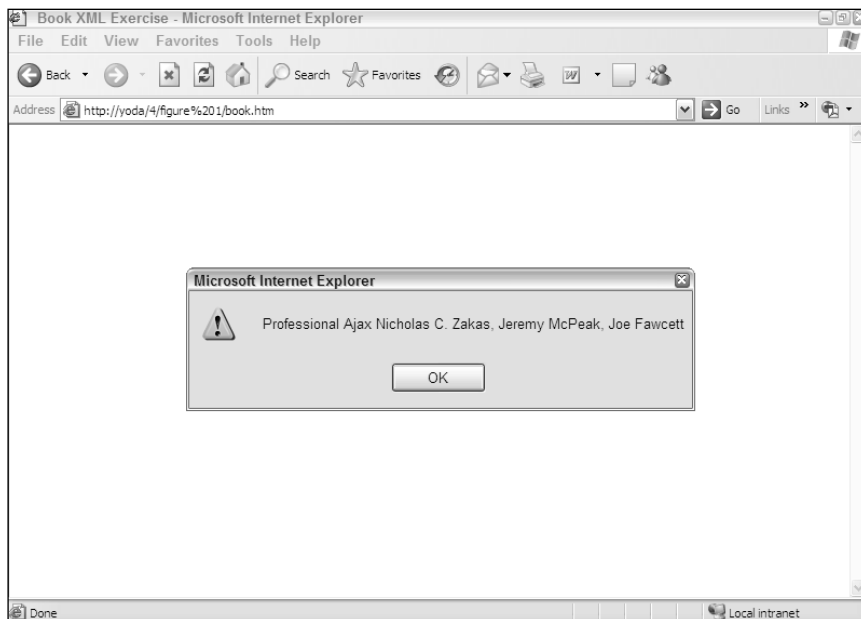 Book XML Exercise - Microsoft Internet Explorer
File Edit View Favorites Tools Help
Back Search Favorites W
Address http://yoda/4/figure%201/book.htm Go Links »
Microsoft Internet Explorer
Professional Ajax Nicholas C. Zakas, Jeremy McPeak, Joe Fawcett
OK
Done Local intranet